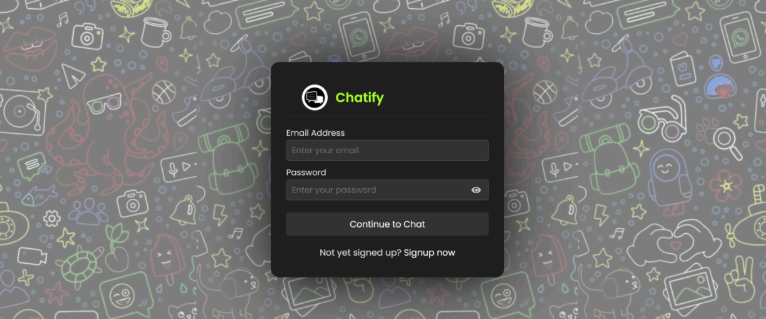 Chatify
Email Address
Enter your email
Password
Enter your password
Continue to Chat
Not yet signed up? Signup now